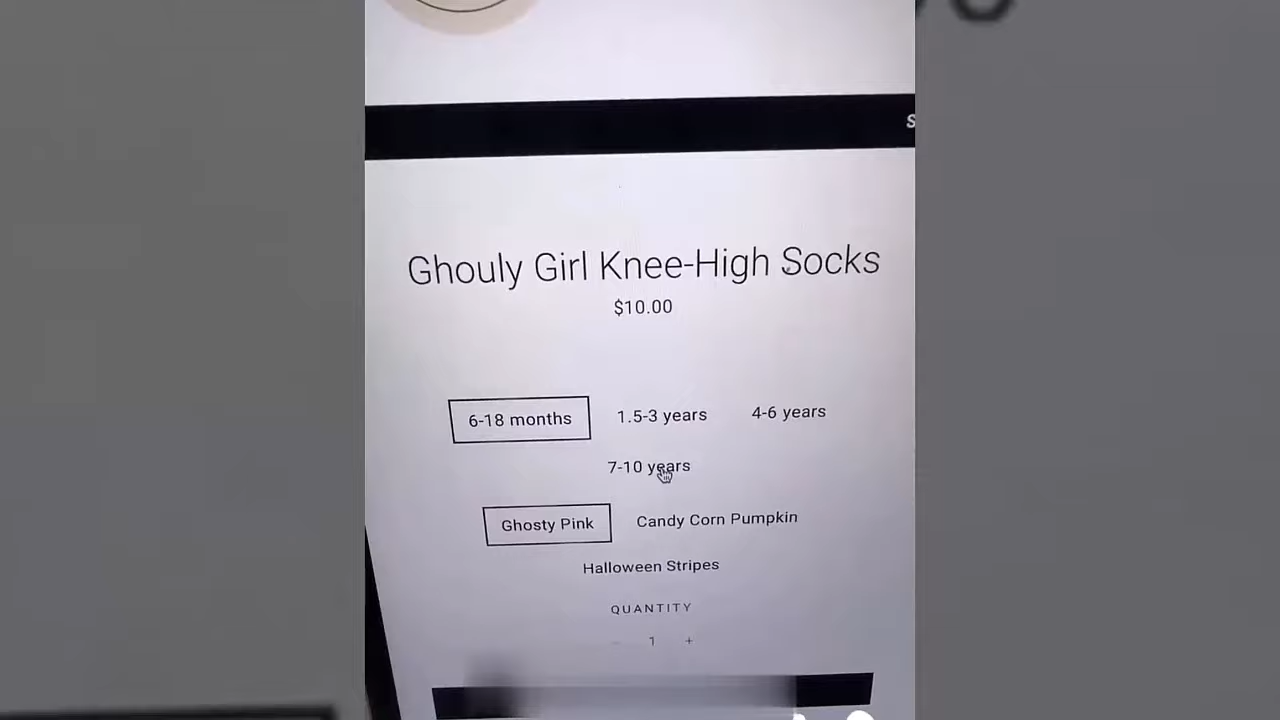 S
Ghouly Girl Knee-High Socks
$10.00
6-18 months 1.5-3 years 4-6 years
7-10 years
Ghosty Pink Candy Corn Pumpkin
Halloween Stripes
QUANTITY
- 1 +